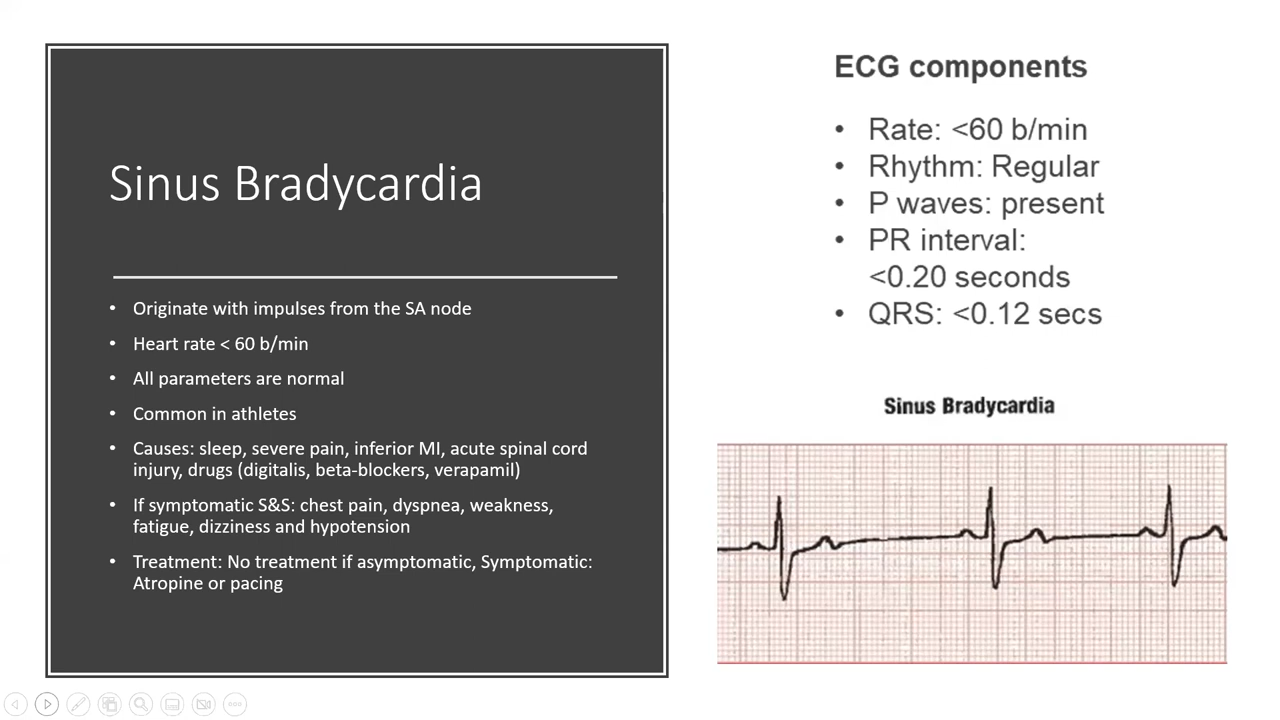 Sinus Bradycardia
• Originate with impulses from the SA node
• Heart rate < 60 b/min
• All parameters are normal
• Common in athletes
• Causes: sleep, severe pain, inferior MI, acute spinal cord
injury, drugs (digitalis, beta-blockers, verapamil)
• If symptomatic S&S: chest pain, dyspnea, weakness,
fatigue, dizziness and hypotension
• Treatment: No treatment if asymptomatic, Symptomatic:
Atropine or pacing
ECG components
• Rate: <60 b/min
• Rhythm: Regular
• P waves: present
• PR interval:
<0.20 seconds
• QRS: <0.12 secs
Sinus Bradycardia